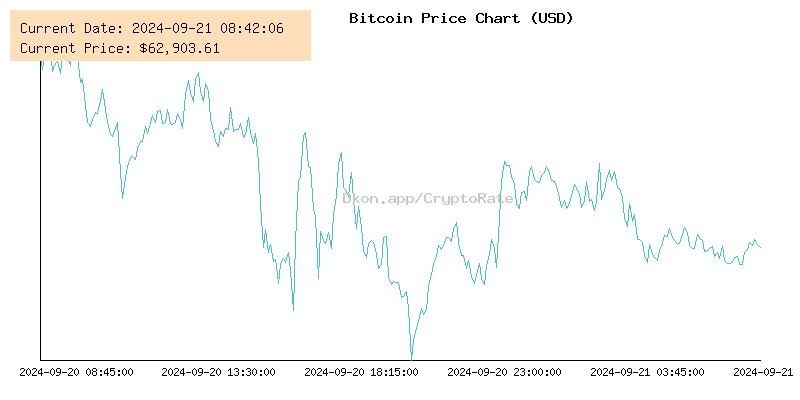 Bitcoin Price Chart (USD)
Current Date: 2024-09-21 08:42:06
Current Price: $62,903.61
Dkon.app/CryptoRate
2024-09-20 08:45:00 2024-09-20 13:30:00 2024-09-20 18:15:00 2024-09-20 23:00:00 2024-09-21 03:45:00 2024-09-21